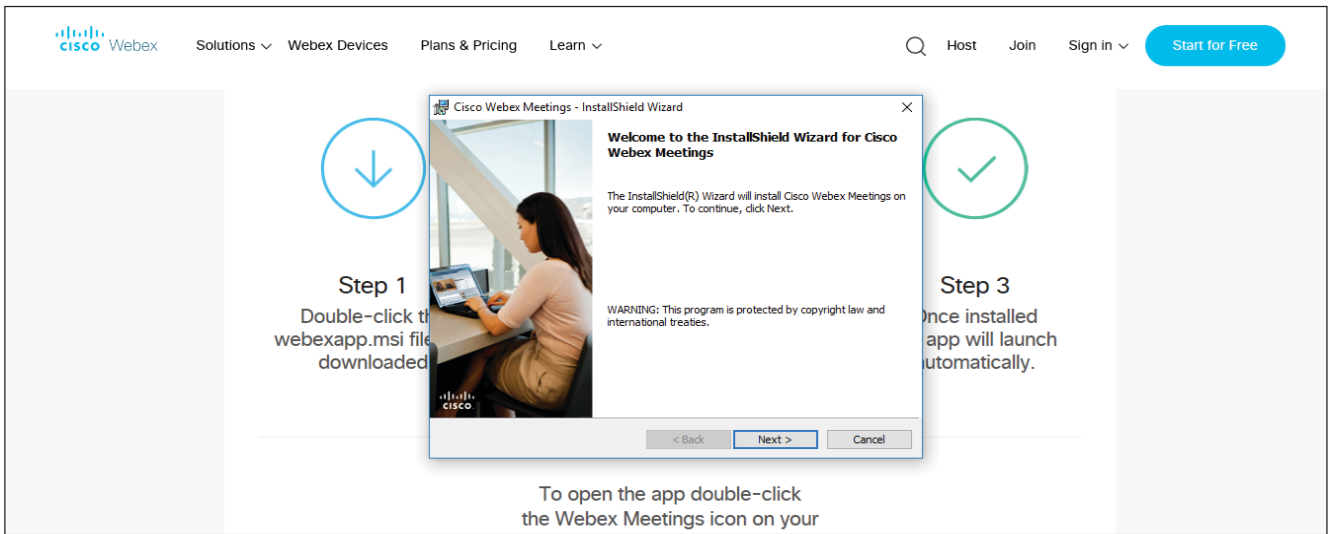 CISCO Webex Solutions Webex Devices Plans & Pricing Learn Host Join Sign in Start for Free
Cisco Webex Meetings - InstallShield Wizard
Welcome to the InstallShield Wizard for Cisco
Webex Meetings
The InstallShield(R) Wizard will install Cisco Webex Meetings on
your computer. To continue, click Next.
WARNING: This program is protected by copyright law and
international treaties.
CISCO
< Back Next > Cancel
Step 1
Double-click
webexapp.msi
downloaded
Step 3
installed
app will launch
To open the app double-click
the Webex Meetings icon on your